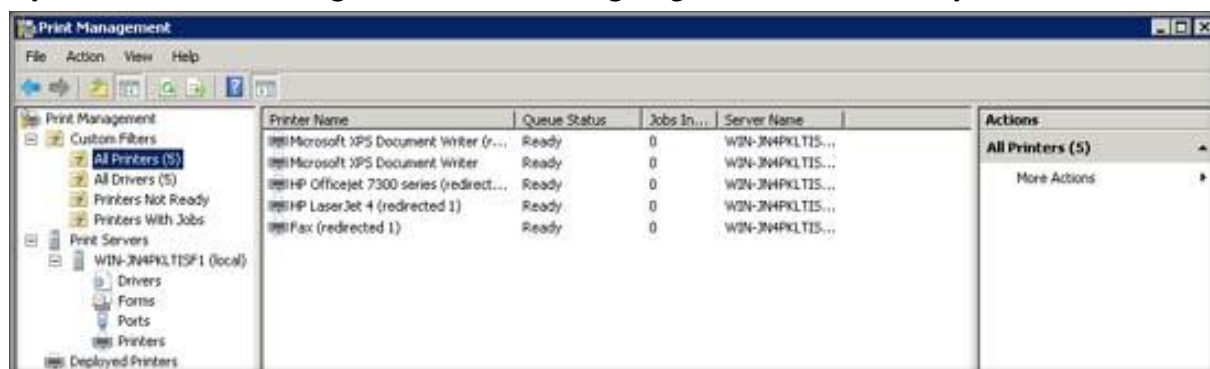 Print Management
File Action View Help
Print Management
Custom Filters
All Printers (5)
All Drivers (5)
Printers Not Ready
Printers With Jobs
Print Servers
WIN-JN4PKLTISF1 (local)
Drivers
Forms
Ports
Printers
Deployed Printers
Printer Name Queue Status Jobs In... Server Name
Microsoft XPS Document Writer (r... Ready 0 WIN-JN4PKLTIS...
Microsoft XPS Document Writer Ready 0 WIN-JN4PKLTIS...
HP Officejet 7300 series (redirect... Ready 0 WIN-JN4PKLTIS...
HP LaserJet 4 (redirected 1) Ready 0 WIN-JN4PKLTIS...
Fax (redirected 1) Ready 0 WIN-JN4PKLTIS...
Actions
All Printers (5)
More Actions